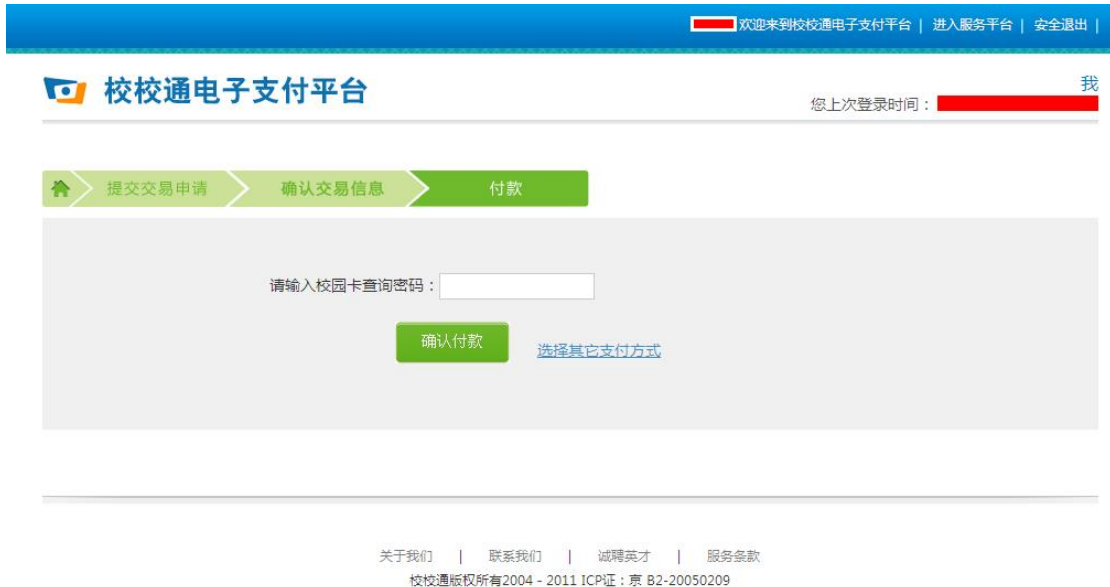 欢迎来到校校通电子支付平台 | 进入服务平台 | 安全退出 |
校校通电子支付平台
我
您上次登录时间：
提交交易申请 确认交易信息 付款
请输入校园卡查询密码：
确认付款 选择其它支付方式
关于我们 | 联系我们 | 诚聘英才 | 服务条款
校校通版权所有2004 - 2011 ICP证：京 B2-20050209